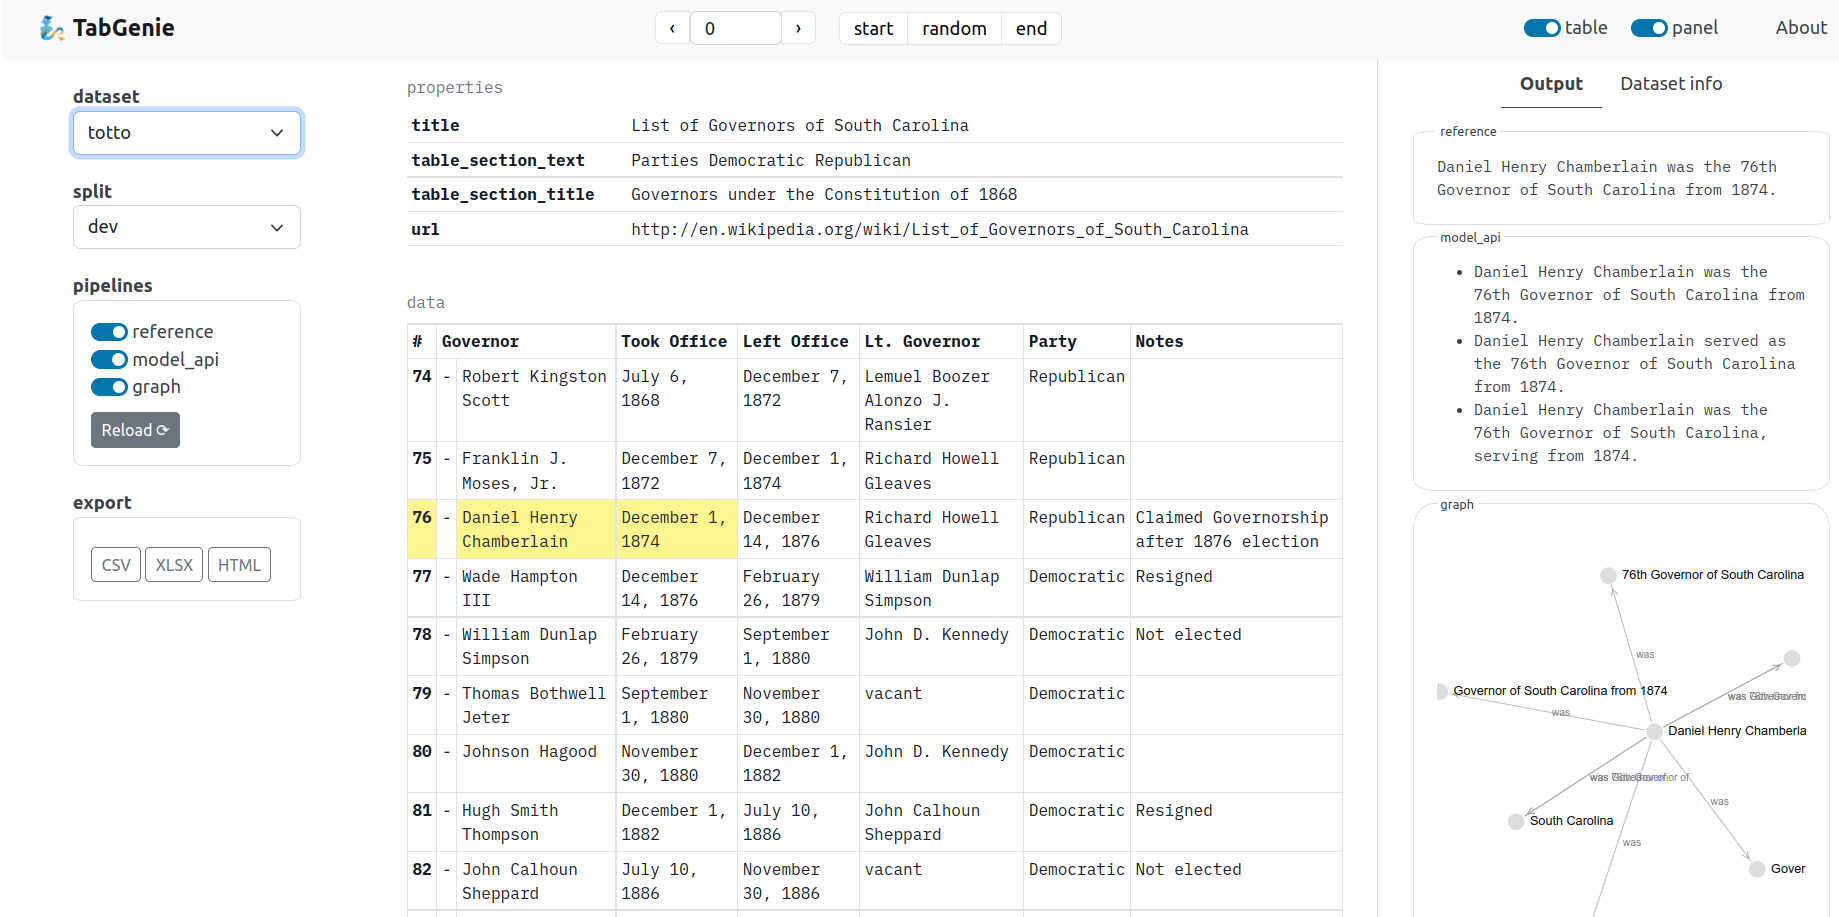 TabGenie
‹ 0 › start random end
table panel About
dataset
totto
split
dev
pipelines
reference
model_api
graph
Reload ⟳
export
CSV XLSX HTML
properties
title List of Governors of South Carolina
table_section_text Parties Democratic Republican
table_section_title Governors under the Constitution of 1868
url http://en.wikipedia.org/wiki/List_of_Governors_of_South_Carolina
data
# Governor Took Office Left Office Lt. Governor Party Notes
74 - Robert Kingston July 6, December 7, Lemuel Boozer Republican
Scott 1868 1872 Alonzo J.
Ransier
75 - Franklin J. December 7, December 1, Richard Howell Republican
Moses, Jr. 1872 1874 Gleaves
76 - Daniel Henry December 1, December Richard Howell Republican Claimed Governorship
Chamberlain 1874 14, 1876 Gleaves after 1876 election
77 - Wade Hampton December February William Dunlap Democratic Resigned
III 14, 1876 26, 1879 Simpson
78 - William Dunlap February September John D. Kennedy Democratic Not elected
Simpson 26, 1879 1, 1880
79 - Thomas Bothwell September November vacant Democratic
Jeter 1, 1880 30, 1880
80 - Johnson Hagood November December 1, John D. Kennedy Democratic
30, 1880 1882
81 - Hugh Smith December 1, July 10, John Calhoun Democratic Resigned
Thompson 1882 1886 Sheppard
82 - John Calhoun July 10, November vacant Democratic Not elected
Sheppard 1886 30, 1886
Output Dataset info
reference
Daniel Henry Chamberlain was the 76th
Governor of South Carolina from 1874.
model_api
• Daniel Henry Chamberlain was the
76th Governor of South Carolina from
1874.
• Daniel Henry Chamberlain served as
the 76th Governor of South Carolina
from 1874.
• Daniel Henry Chamberlain was the
76th Governor of South Carolina,
serving from 1874.
graph
76th Governor of South Carolina
was
Governor of South Carolina from 1874
was
Daniel Henry Chamberla
was
South Carolina
was
Gover